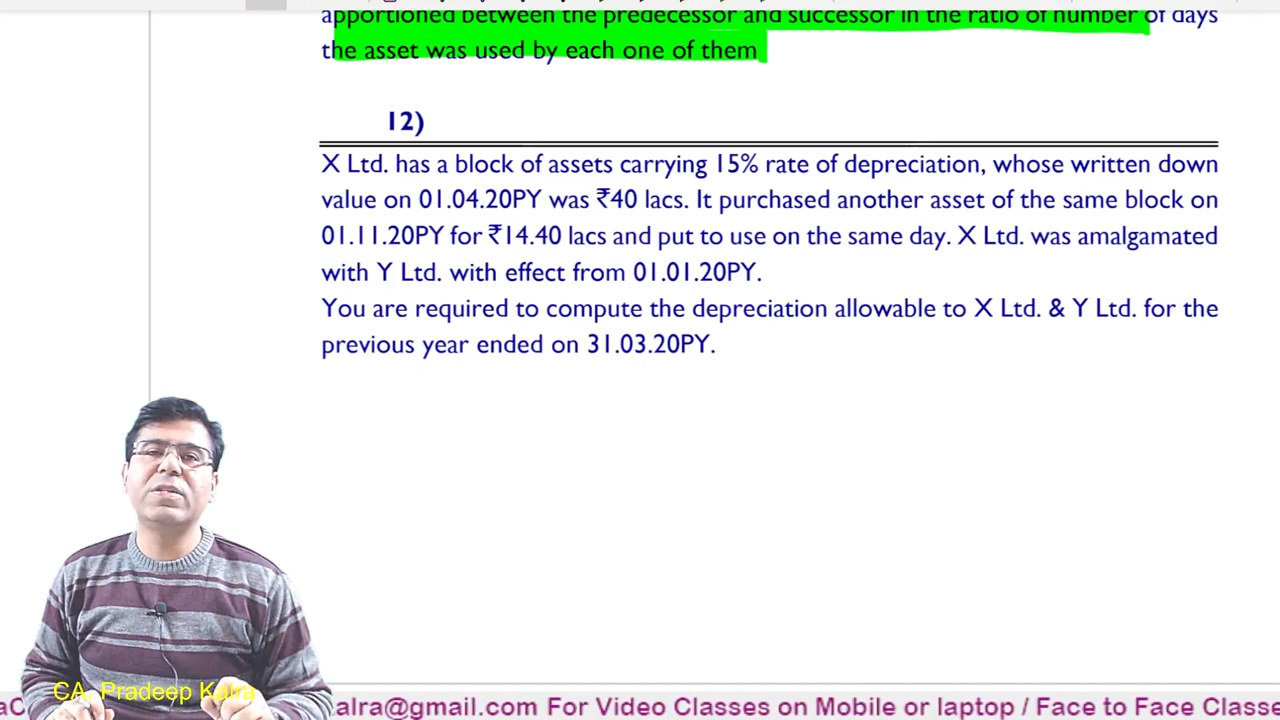 apportioned between the predecessor and successor in the ratio of number of days
the asset was used by each one of them
12)
X Ltd. has a block of assets carrying 15% rate of depreciation, whose written down
value on 01.04.20PY was ₹40 lacs. It purchased another asset of the same block on
01.11.20PY for ₹14.40 lacs and put to use on the same day. X Ltd. was amalgamated
with Y Ltd. with effect from 01.01.20PY.
You are required to compute the depreciation allowable to X Ltd. & Y Ltd. for the
previous year ended on 31.03.20PY.
CA. Pradeep Kalra
alra@gmail.com For Video Classes on Mobile or laptop / Face to Face Classe